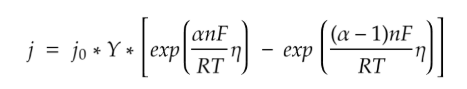 j = j₀ * Y * [exp(αnF/RT η) − exp((α − 1)nF/RT η)]